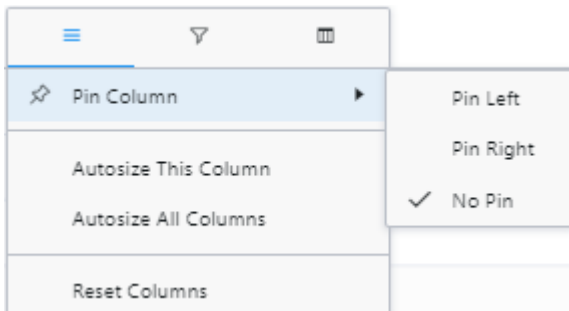 Pin Column
Autosize This Column
Autosize All Columns
Reset Columns
Pin Left
Pin Right
No Pin